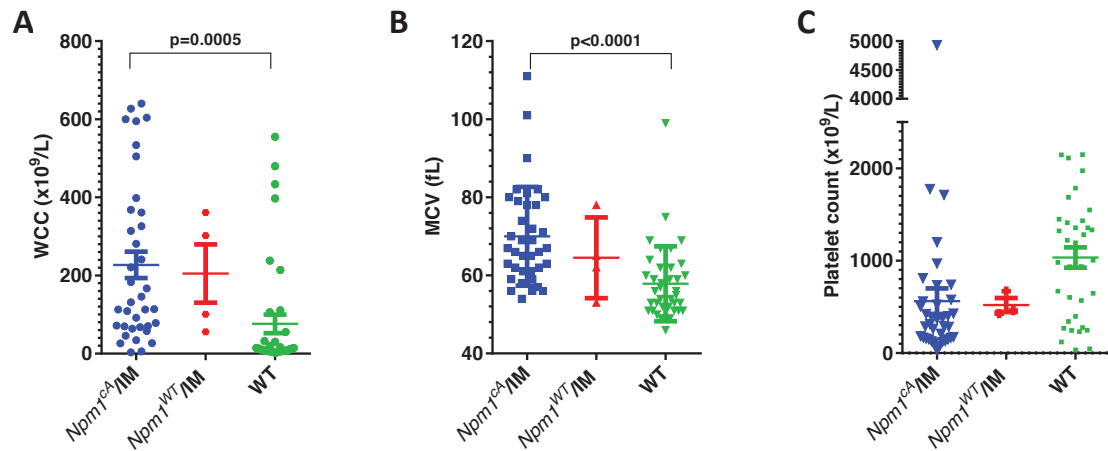 A
WCC (x10⁹/L)
800
600
400
200
0
p=0.0005
Npm1ᶜᴬ/IM
Npm1ᵂᵀ/IM
WT
B
MCV (fL)
120
100
80
60
40
p<0.0001
Npm1ᶜᴬ/IM
Npm1ᵂᵀ/IM
WT
C
Platelet count (x10⁹/L)
5000
4500
4000
2000
1000
0
Npm1ᶜᴬ/IM
Npm1ᵂᵀ/IM
WT